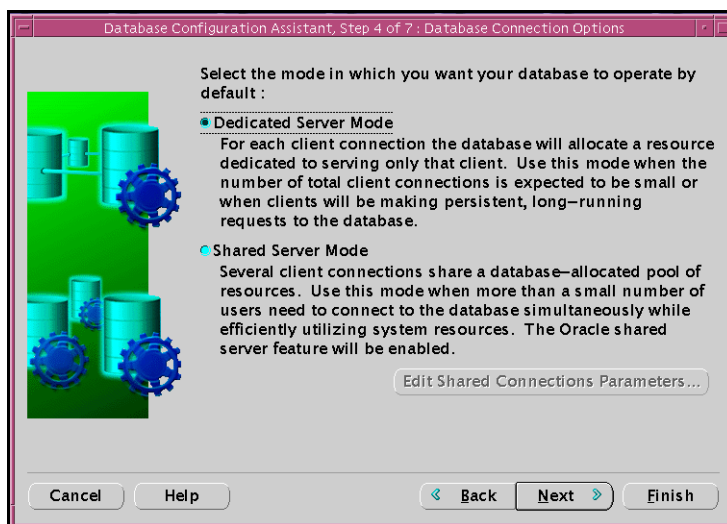 Database Configuration Assistant, Step 4 of 7 : Database Connection Options
Select the mode in which you want your database to operate by
default :
Dedicated Server Mode
For each client connection the database will allocate a resource
dedicated to serving only that client. Use this mode when the
number of total client connections is expected to be small or
when clients will be making persistent, long-running
requests to the database.
Shared Server Mode
Several client connections share a database-allocated pool of
resources. Use this mode when more than a small number of
users need to connect to the database simultaneously while
efficiently utilizing system resources. The Oracle shared
server feature will be enabled.
Edit Shared Connections Parameters...
Cancel Help Back Next Finish